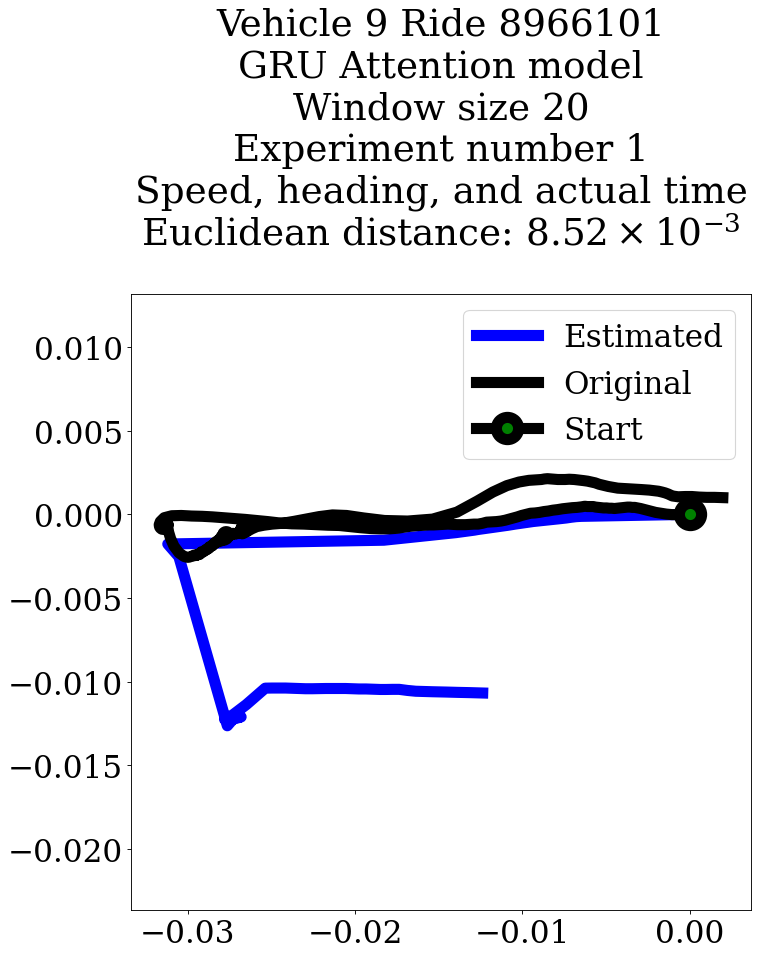 Vehicle 9 Ride 8966101
GRU Attention model
Window size 20
Experiment number 1
Speed, heading, and actual time
Euclidean distance: 8.52 × 10⁻³
Estimated
Original
Start
0.010
0.005
0.000
−0.005
−0.010
−0.015
−0.020
−0.03
−0.02
−0.01
0.00